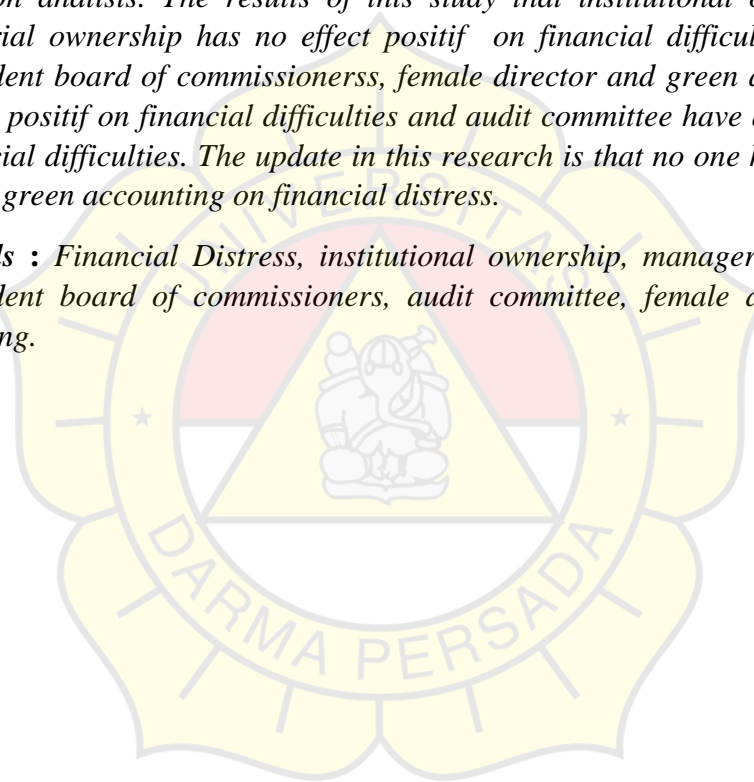 on analisis. The results of this study that institutional o
rial ownership has no effect positif on financial difficul
dent board of commissionerss, female director and green a
positif on financial difficulties and audit committee have
cial difficulties. The update in this research is that no one h
green accounting on financial distress.
ds : Financial Distress, institutional ownership, manager
dent board of commissioners, audit committee, female a
ng.
UNIVERSITAS
DARMA PERSADA